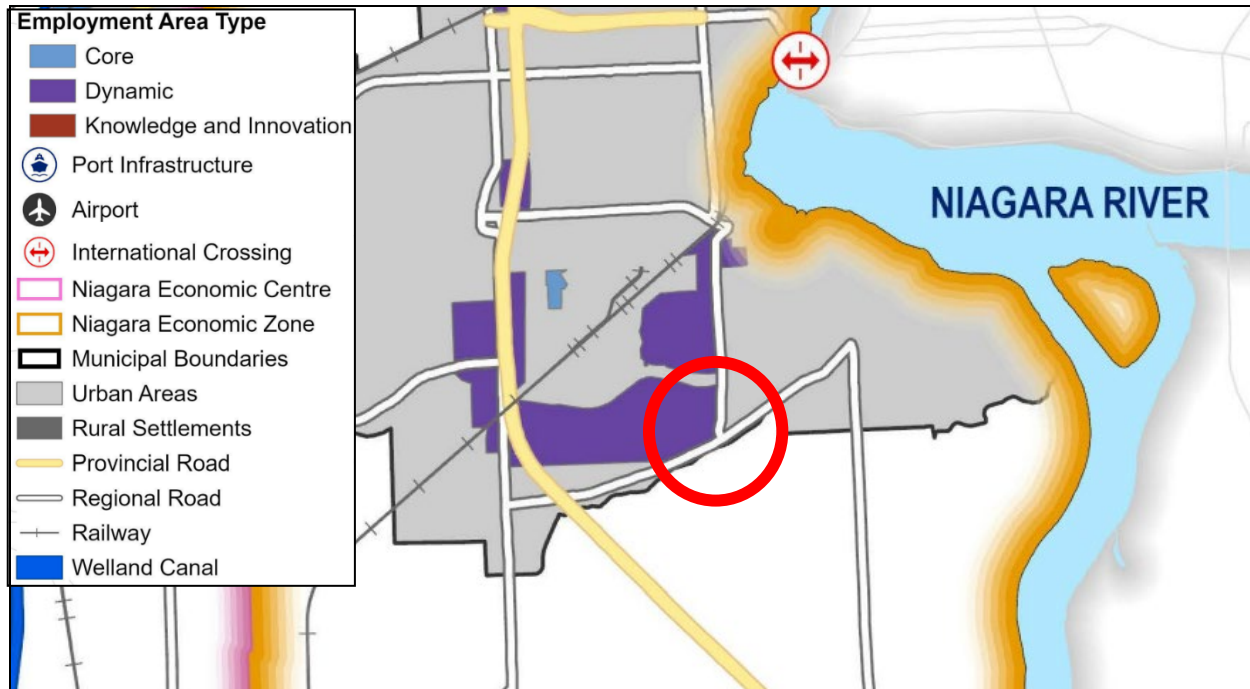 Employment Area Type
Core
Dynamic
Knowledge and Innovation
Port Infrastructure
Airport
International Crossing
Niagara Economic Centre
Niagara Economic Zone
Municipal Boundaries
Urban Areas
Rural Settlements
Provincial Road
Regional Road
Railway
Welland Canal
NIAGARA RIVER